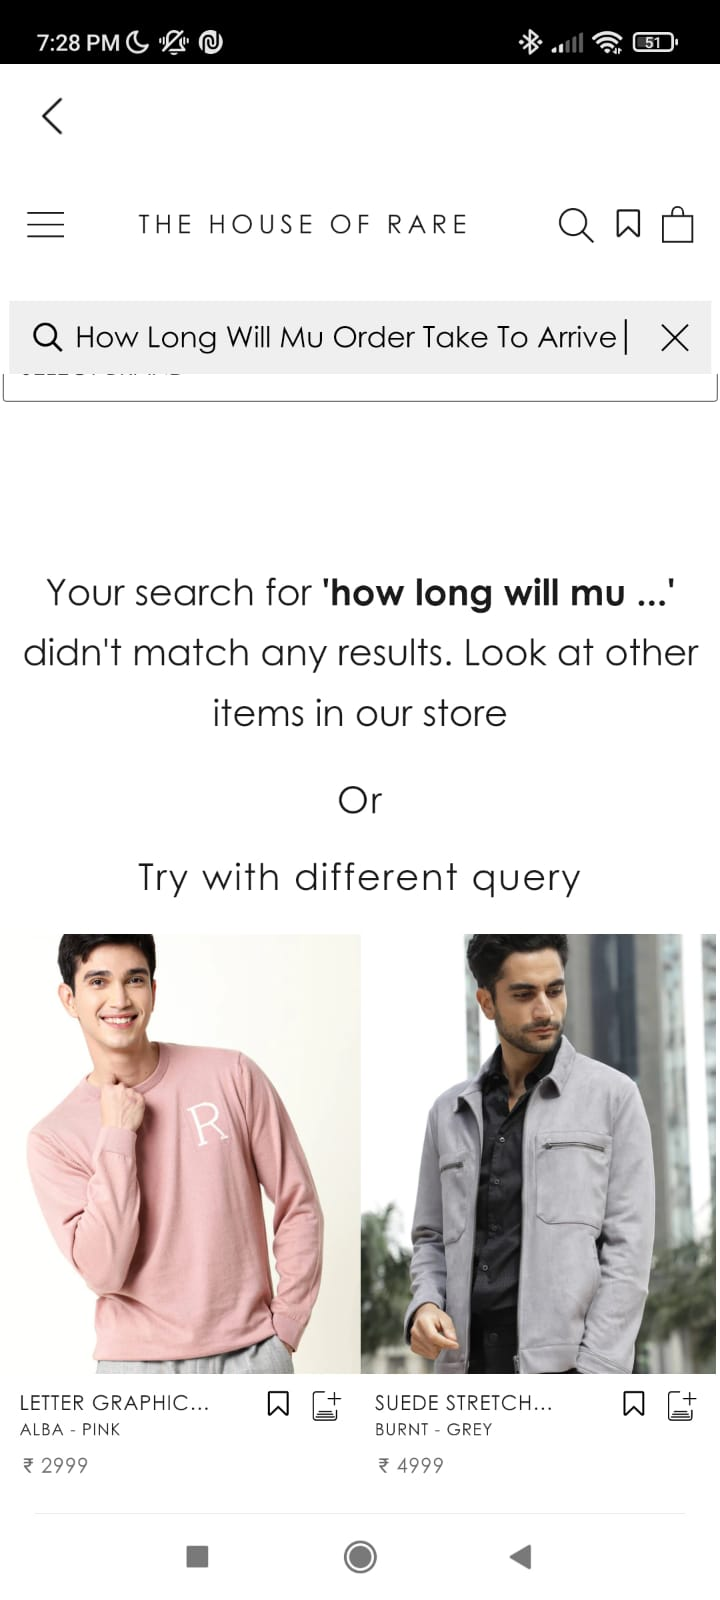 7:28 PM
51
THE HOUSE OF RARE
How Long Will Mu Order Take To Arrive
Your search for 'how long will mu ...'
didn't match any results. Look at other
items in our store
Or
Try with different query
R
LETTER GRAPHIC...
ALBA - PINK
₹ 2999
SUEDE STRETCH...
BURNT - GREY
₹ 4999